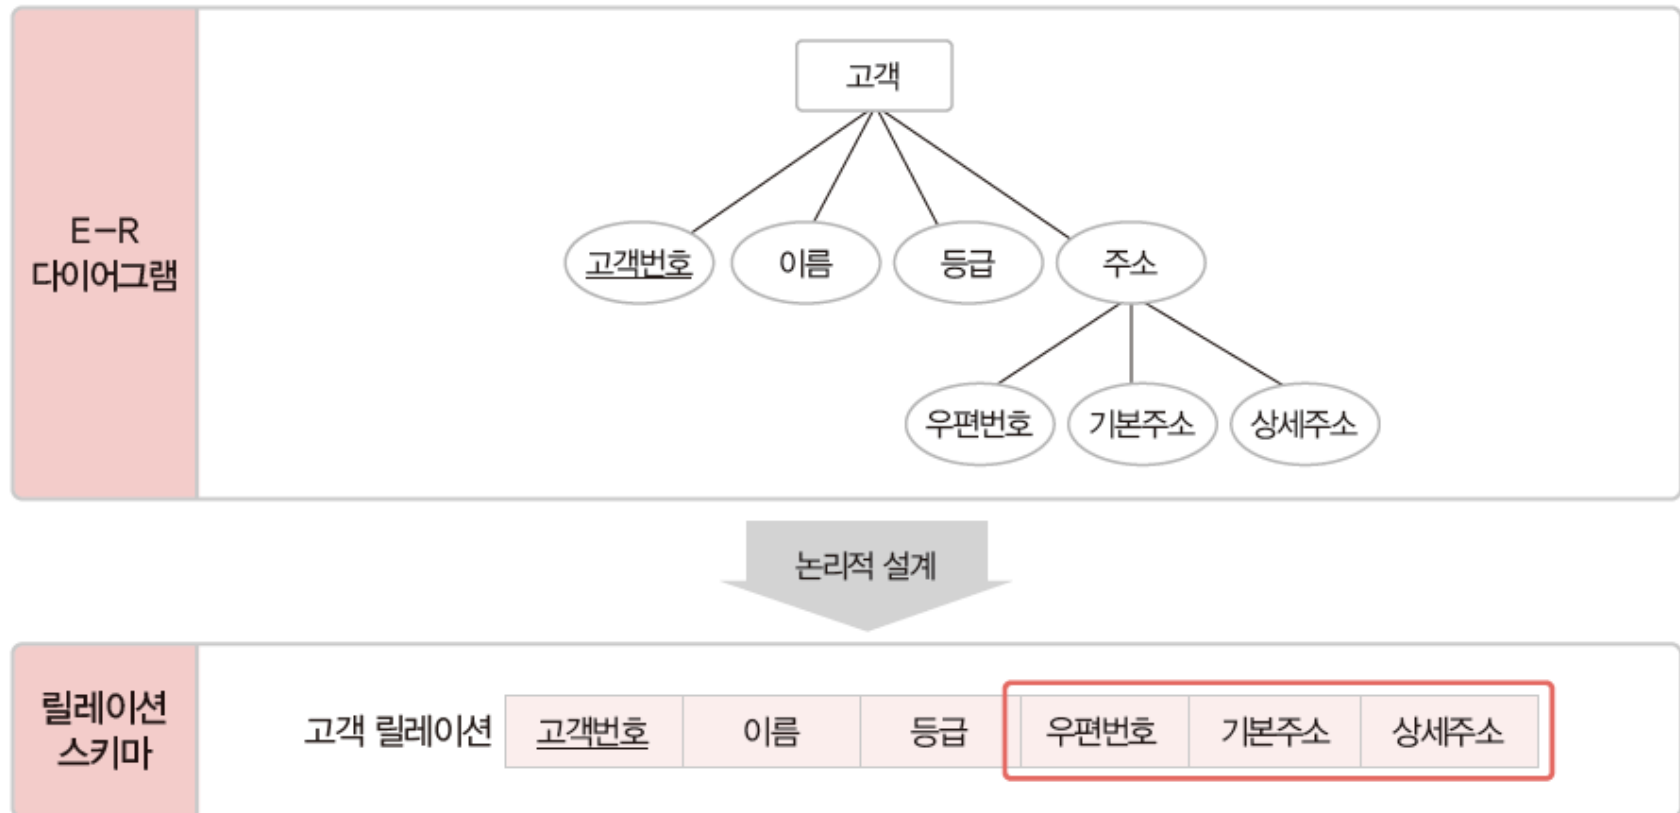 E-R
다이어그램
고객
고객번호 이름 등급 주소
우편번호 기본주소 상세주소
논리적 설계
릴레이션
스키마
고객 릴레이션 고객번호 이름 등급 우편번호 기본주소 상세주소